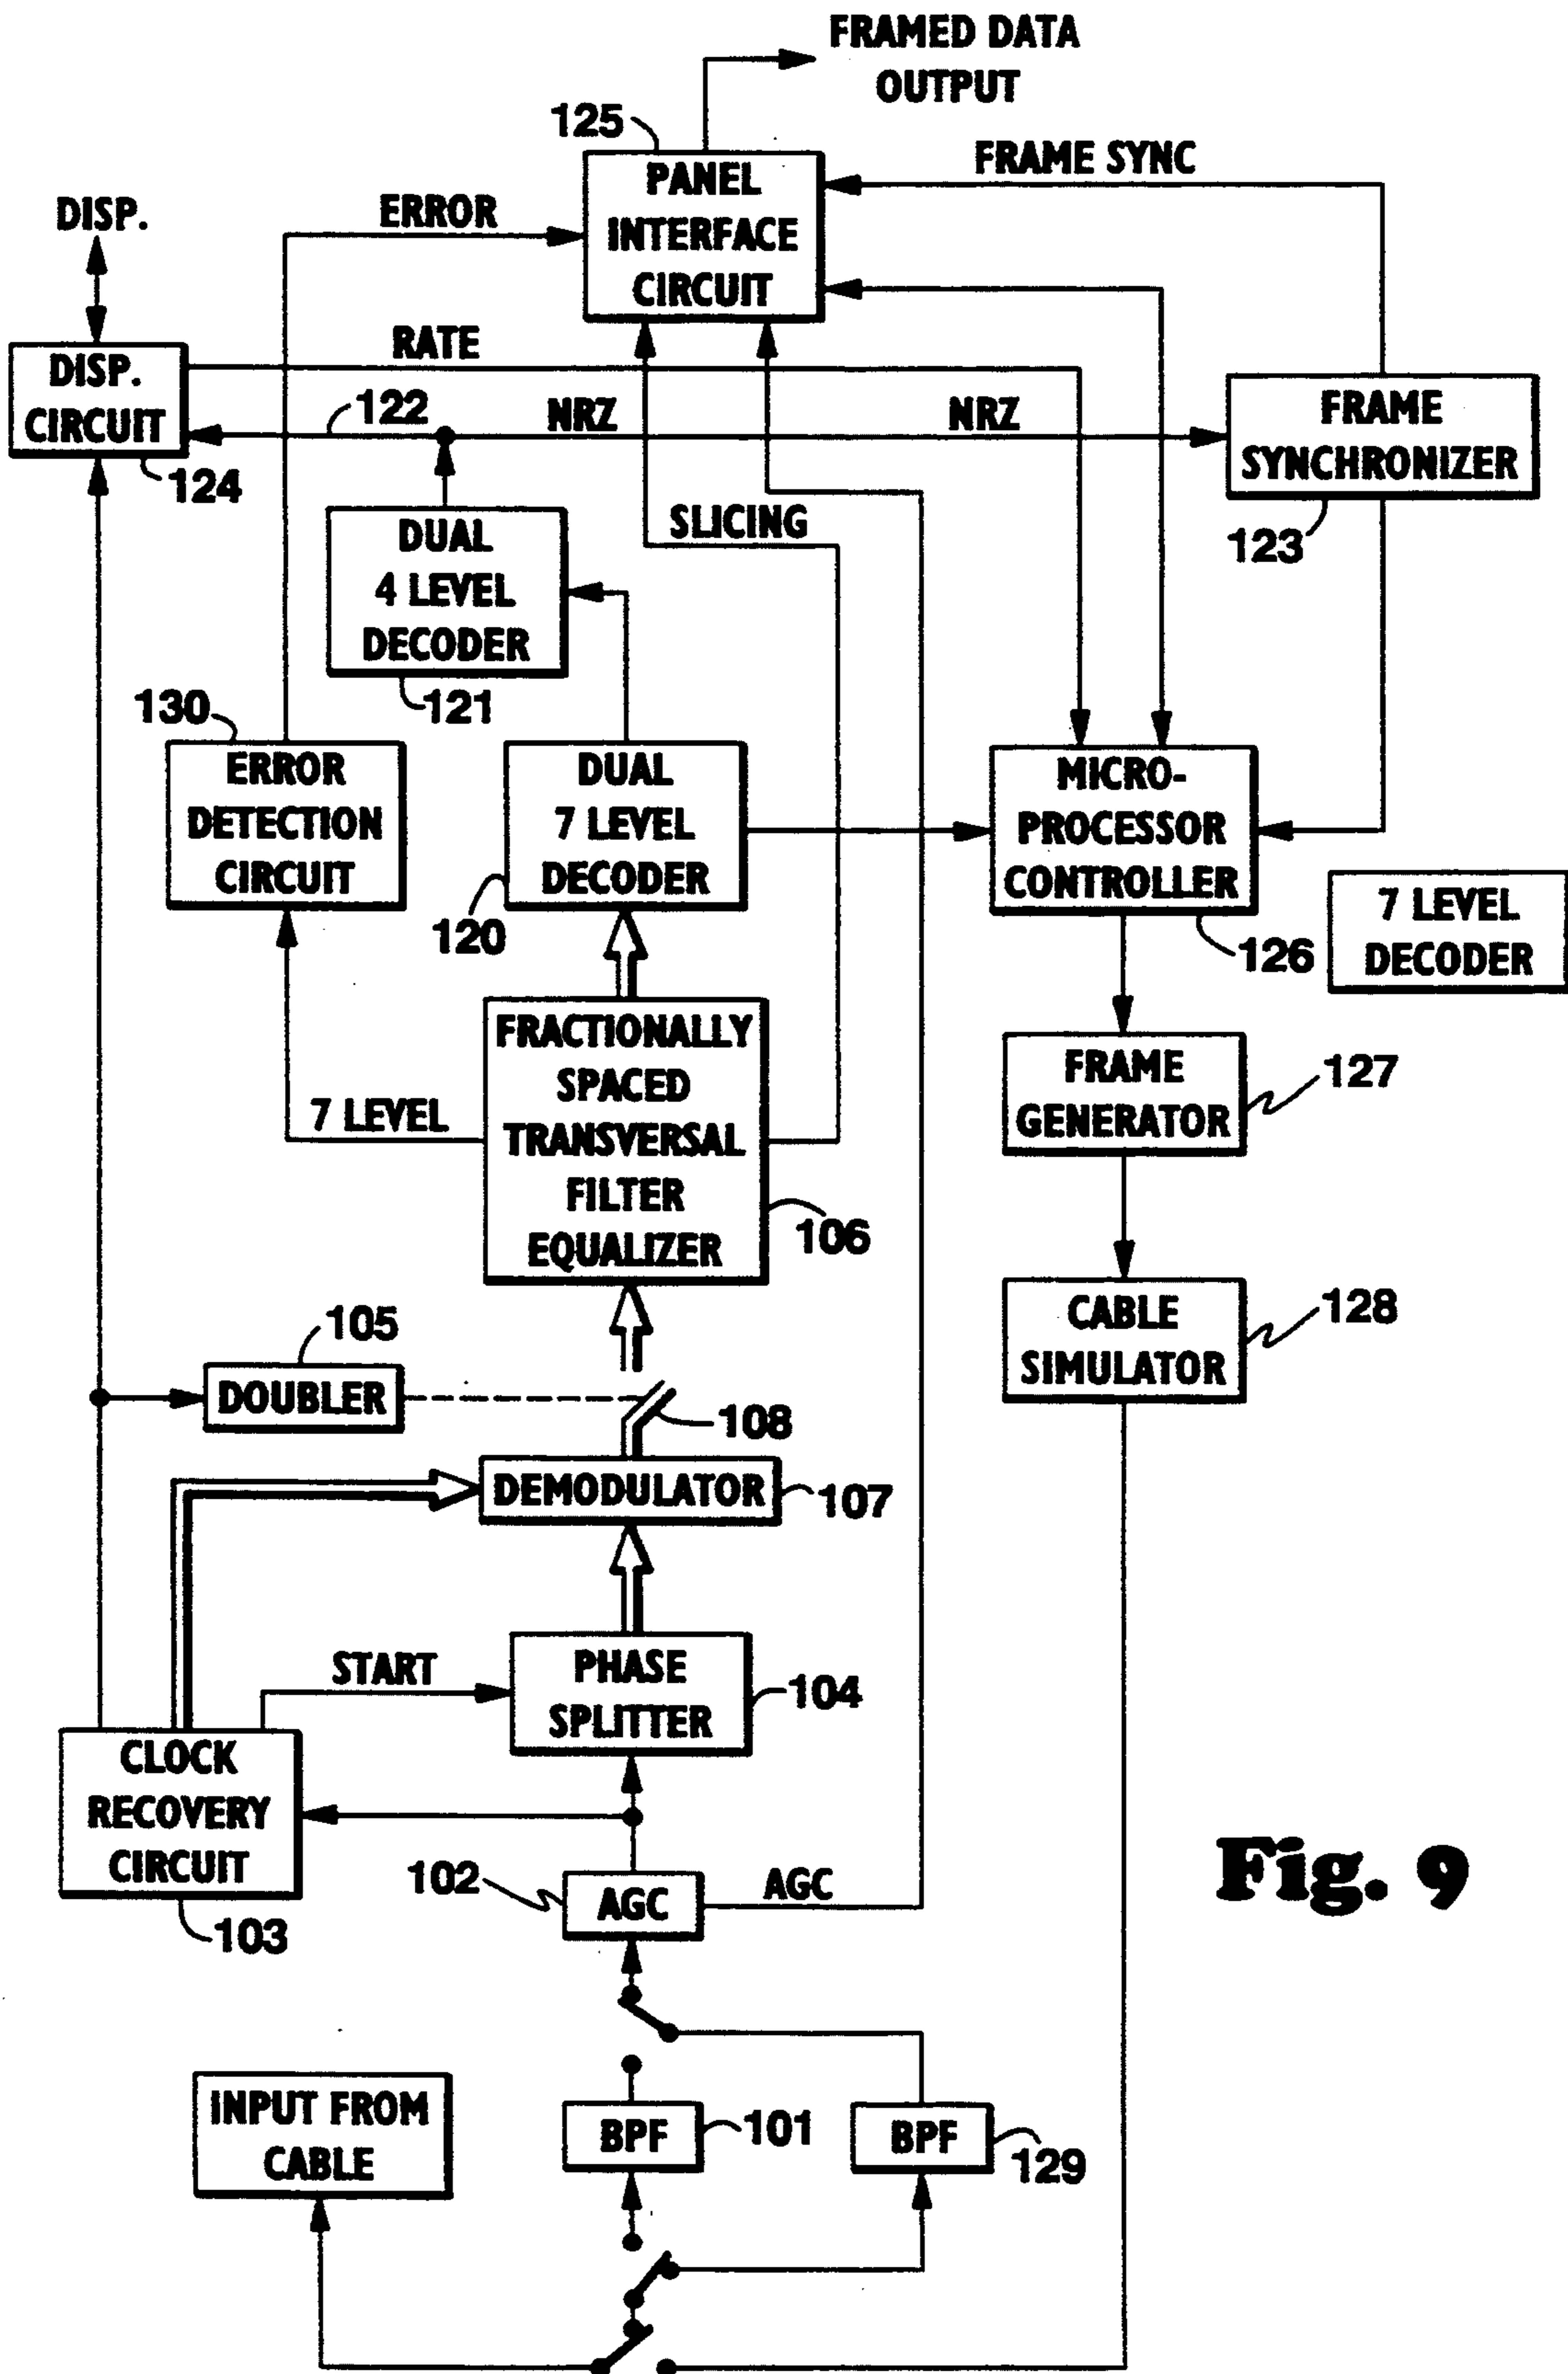 FRAMED DATA
OUTPUT
125
PANEL
INTERFACE
CIRCUIT
FRAME SYNC
DISP.
ERROR
RATE
DISP.
CIRCUIT
124
122
NRZ
NRZ
FRAME
SYNCHRONIZER
123
SLICING
DUAL
4 LEVEL
DECODER
121
130
ERROR
DETECTION
CIRCUIT
DUAL
7 LEVEL
DECODER
120
MICRO-
PROCESSOR
CONTROLLER
126
7 LEVEL
DECODER
FRACTIONALLY
SPACED
TRANSVERSAL
FILTER
EQUALIZER
106
7 LEVEL
FRAME
GENERATOR
127
CABLE
SIMULATOR
128
105
DOUBLER
108
DEMODULATOR
107
START
PHASE
SPLITTER
104
CLOCK
RECOVERY
CIRCUIT
103
102
AGC
AGC
Fig. 9
INPUT FROM
CABLE
BPF
101
BPF
129